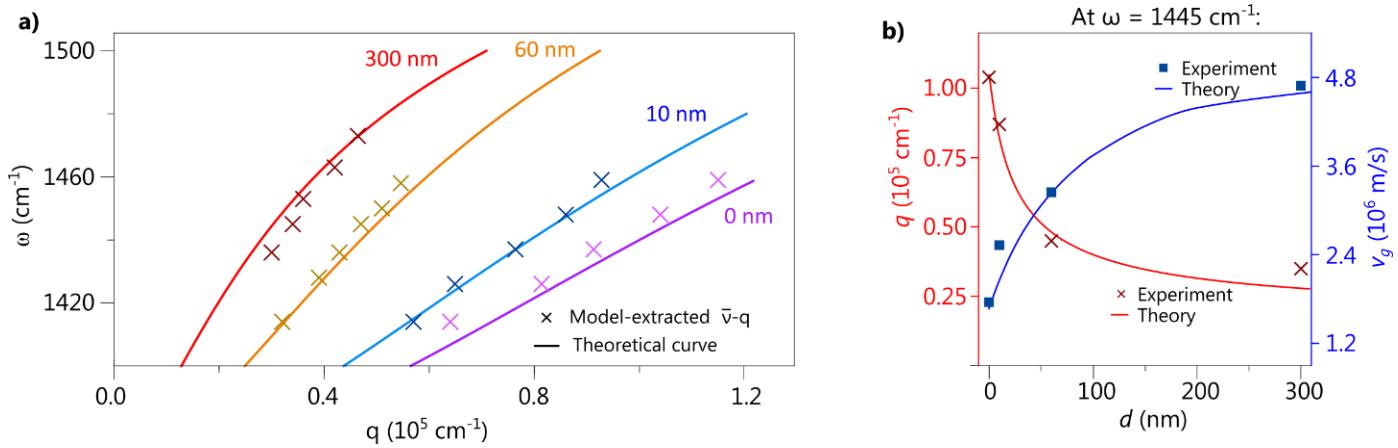 a)
1500
1460
1420
ω (cm⁻¹)
300 nm
60 nm
10 nm
0 nm
Model-extracted ν̅-q
Theoretical curve
0.0
0.4
0.8
1.2
q (10⁵ cm⁻¹)
b)
At ω = 1445 cm⁻¹:
1.00
0.75
0.50
0.25
q (10⁵ cm⁻¹)
Experiment
Theory
Experiment
Theory
4.8
3.6
2.4
1.2
v_g (10⁶ m/s)
0
100
200
300
d (nm)